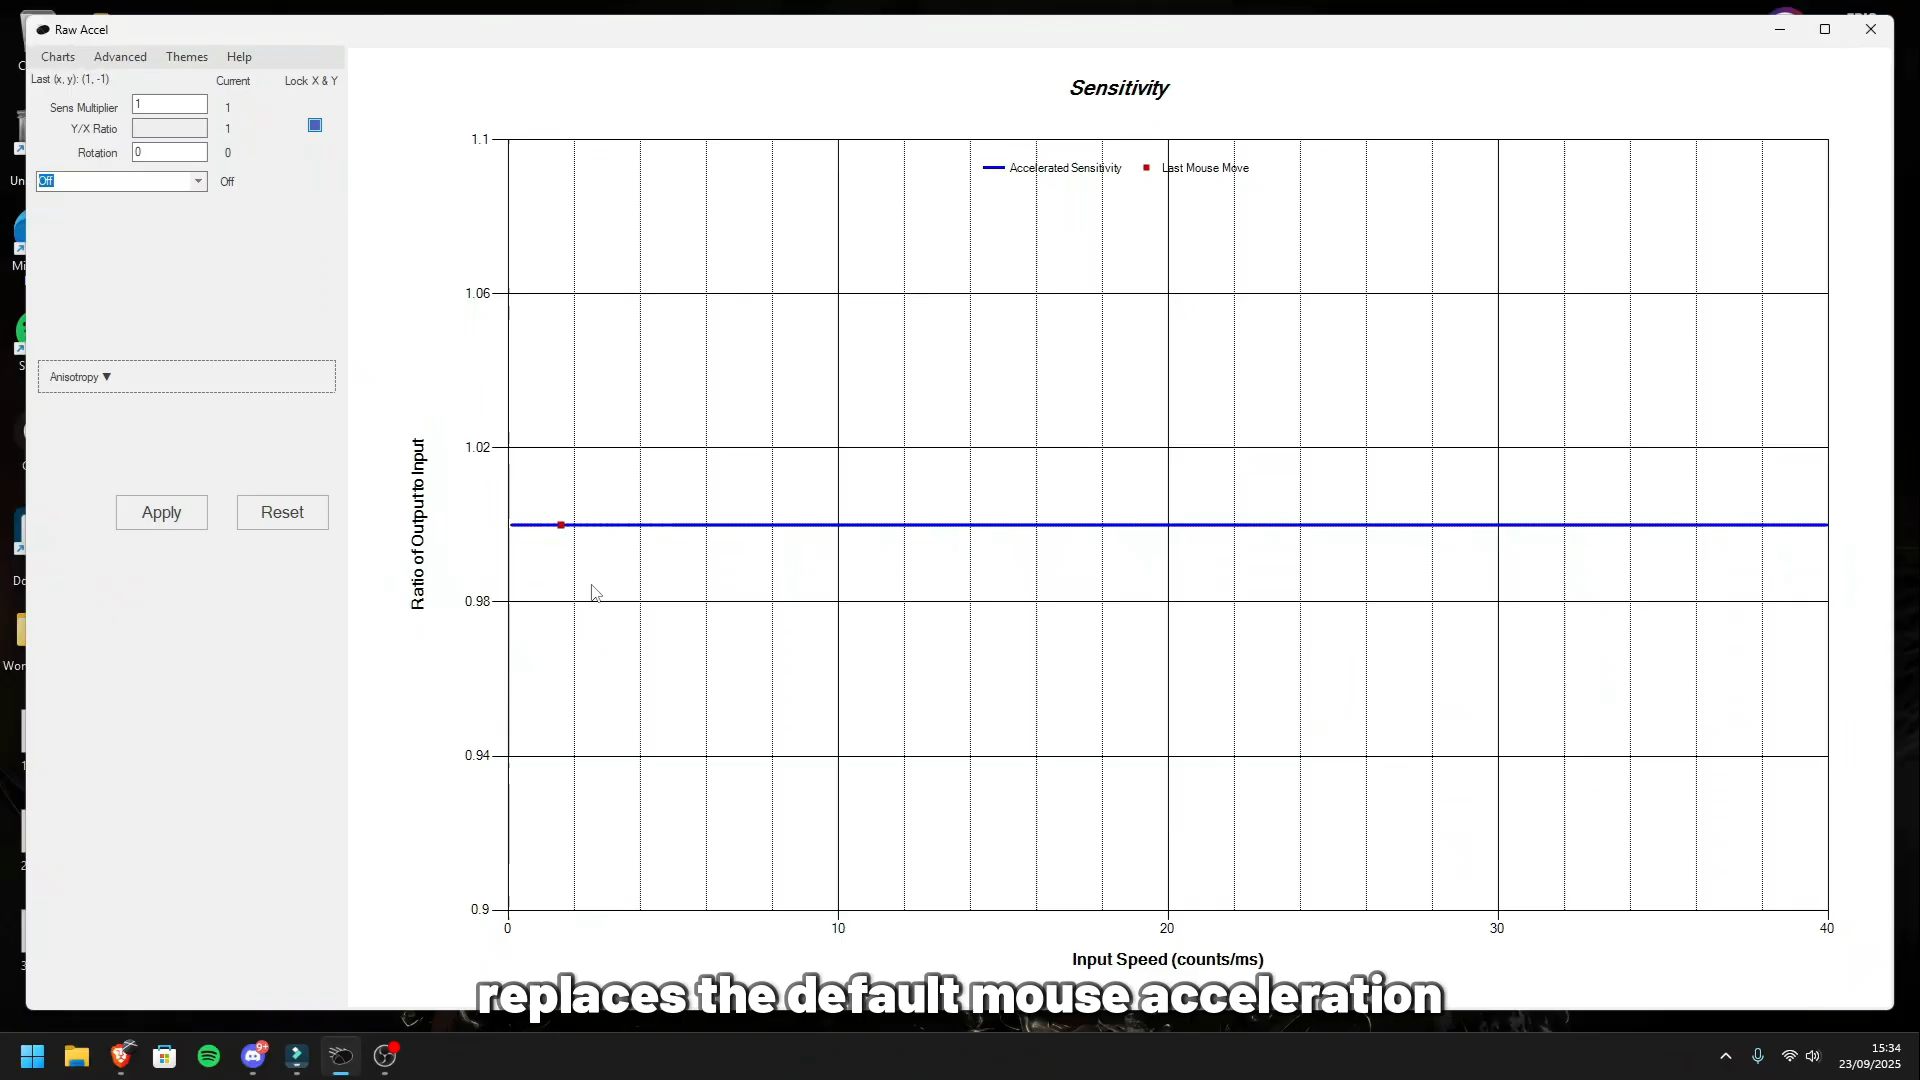 Raw Accel
Charts Advanced Themes Help
Last (x, y): (1, -1) Current Lock X & Y
Sens Multiplier 1 1
Y/X Ratio 1
Rotation 0 0
Off Off
Anisotropy ▼
Apply Reset
Sensitivity
Accelerated Sensitivity Last Mouse Move
Ratio of Output to Input
1.1
1.06
1.02
0.98
0.94
0.9
0 10 20 30 40
Input Speed (counts/ms)
replaces the default mouse acceleration
9+
15:34
23/09/2025